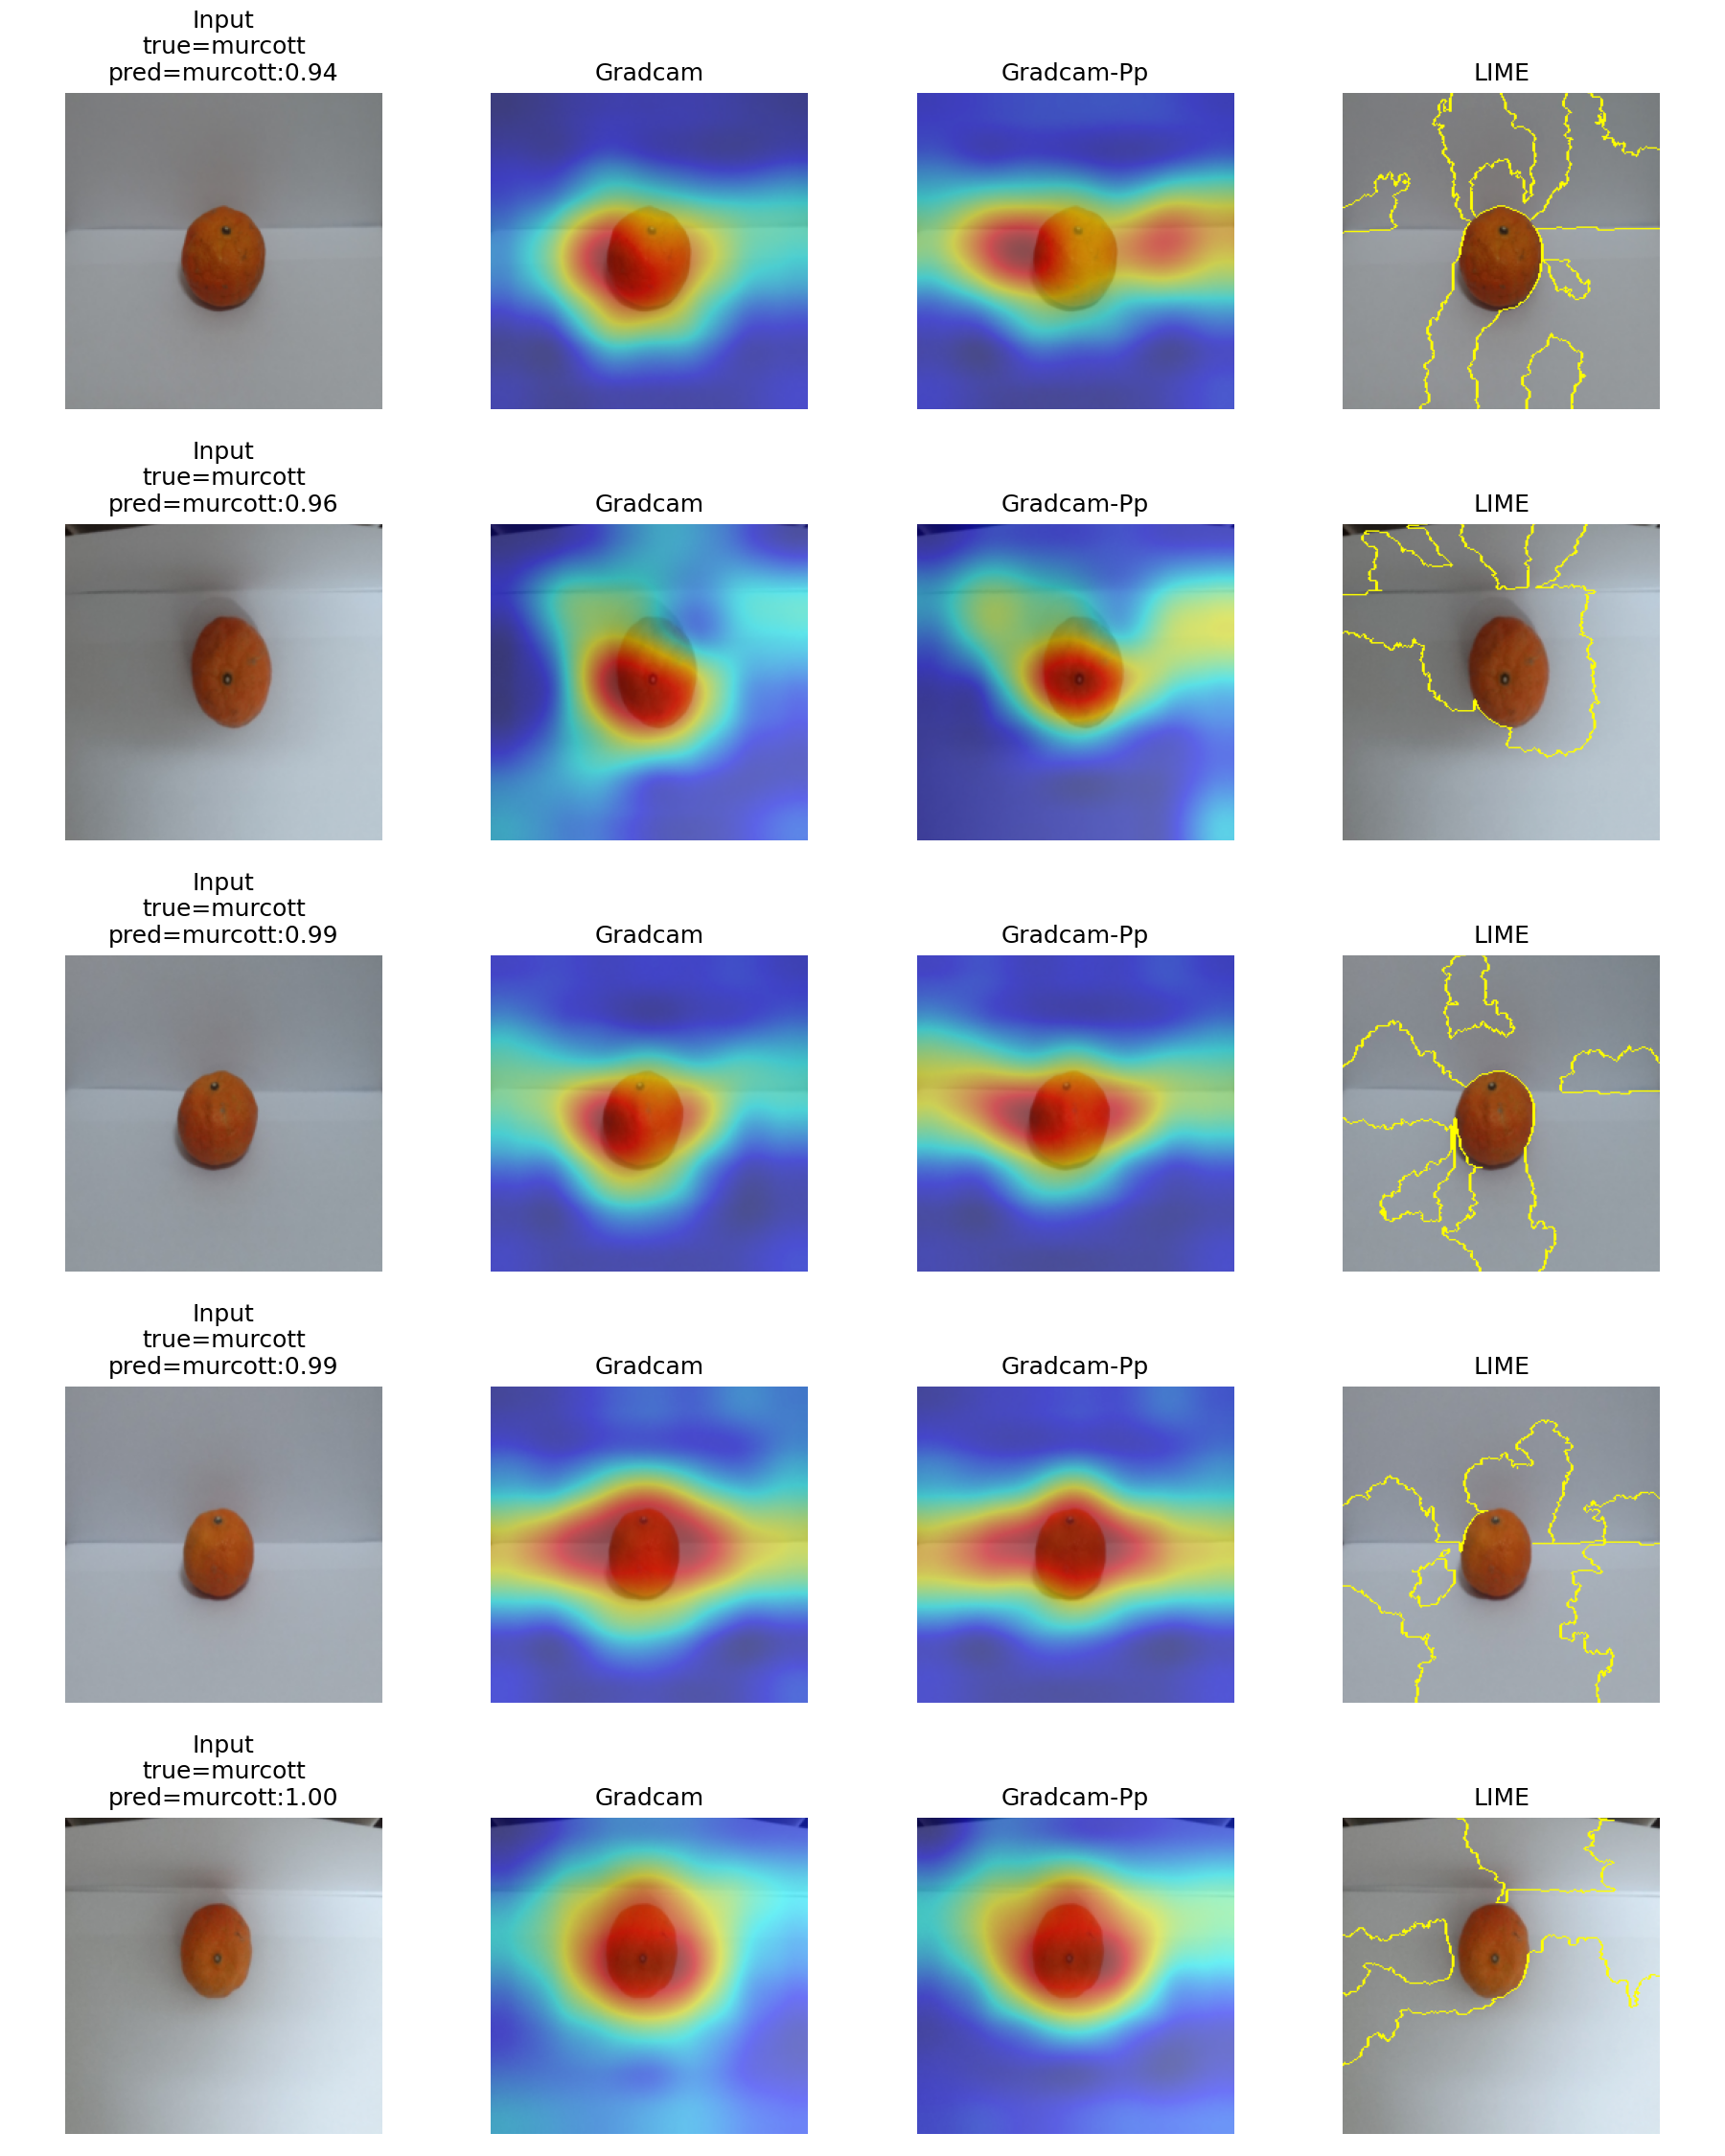 Input
true=murcott
pred=murcott:0.94
Gradcam
Gradcam-Pp
LIME
Input
true=murcott
pred=murcott:0.96
Gradcam
Gradcam-Pp
LIME
Input
true=murcott
pred=murcott:0.99
Gradcam
Gradcam-Pp
LIME
Input
true=murcott
pred=murcott:0.99
Gradcam
Gradcam-Pp
LIME
Input
true=murcott
pred=murcott:1.00
Gradcam
Gradcam-Pp
LIME